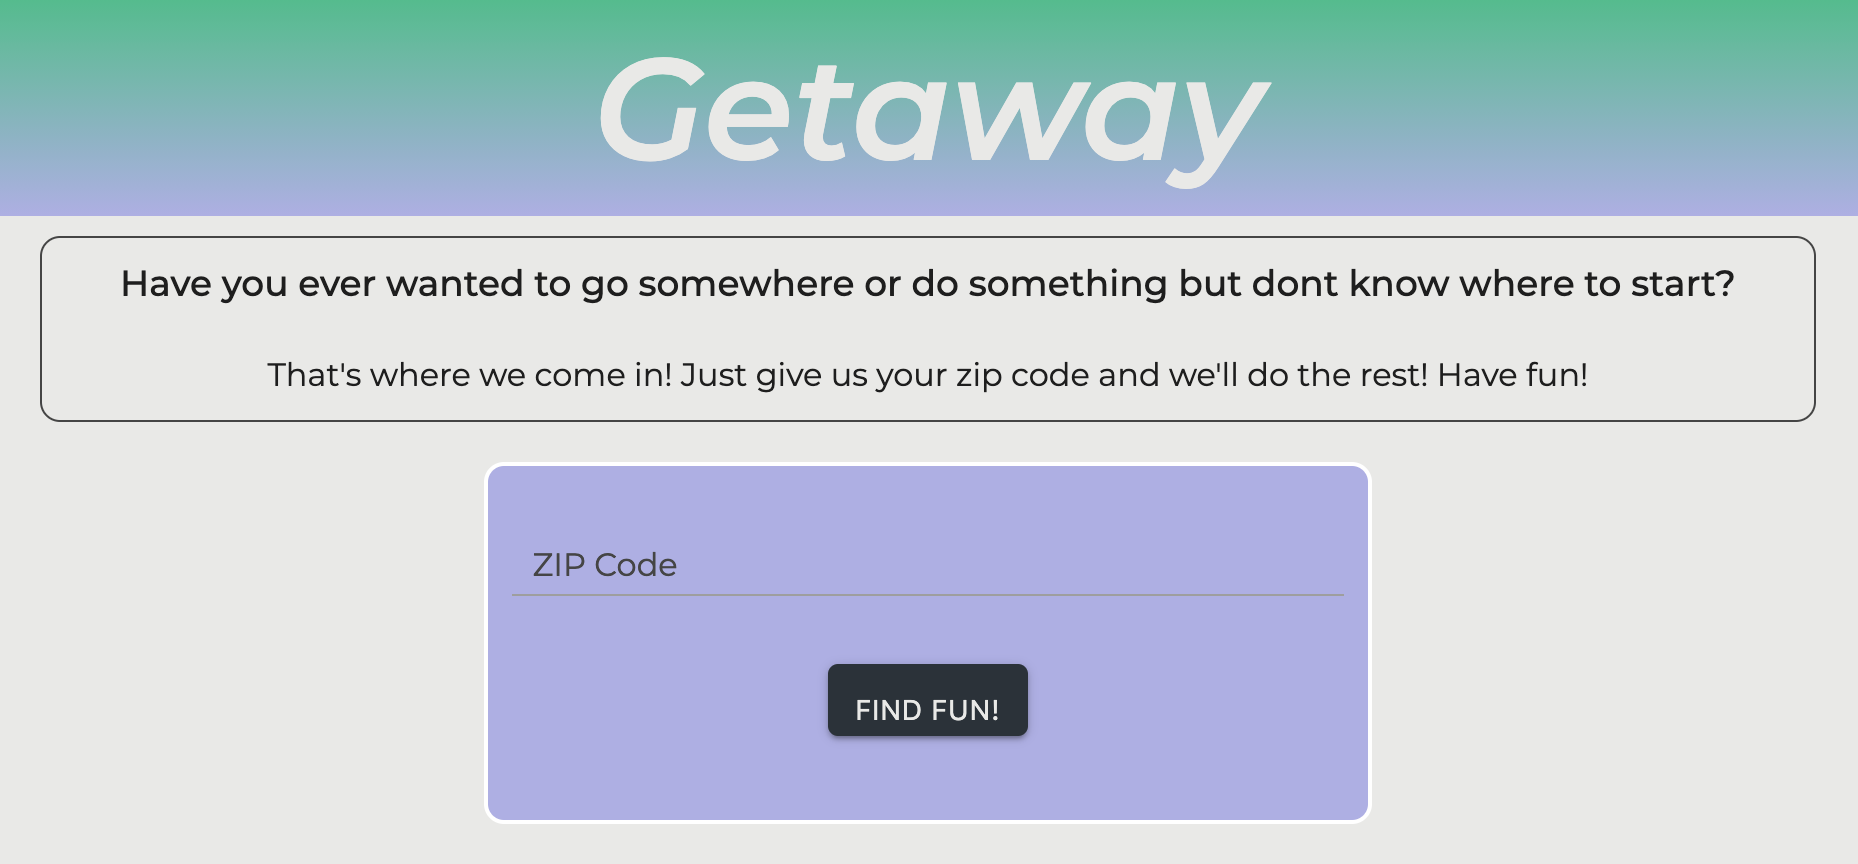 Getaway
Have you ever wanted to go somewhere or do something but dont know where to start?
That's where we come in! Just give us your zip code and we'll do the rest! Have fun!
ZIP Code
FIND FUN!